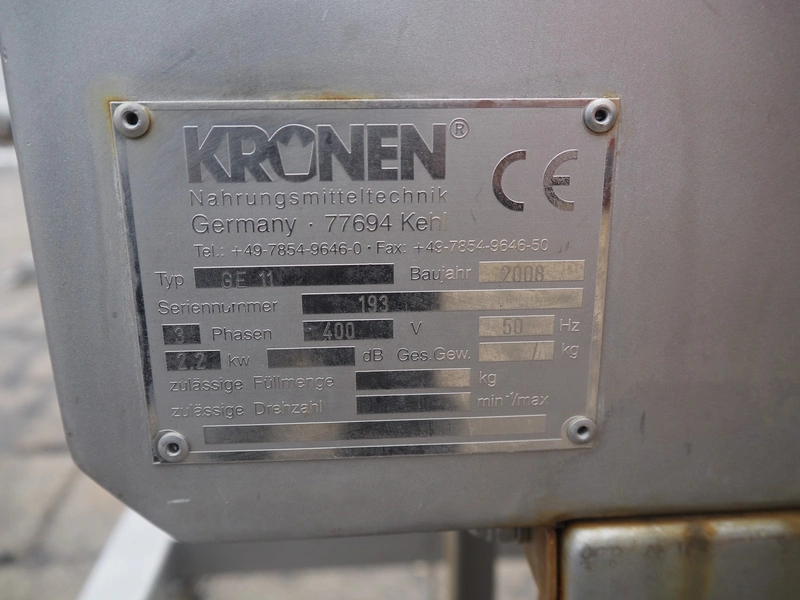 KRONEN®
CE
Nahrungsmitteltechnik
Germany · 77694 Kehl
Tel.: +49-7854-9646-0 · Fax: +49-7854-9646-50
Typ GE 11 Baujahr 2008
Seriennummer 193
3 Phasen 400 V 50 Hz
2.2 kw dB Ges.Gew. / kg
zulässige Füllmenge kg
zulässige Drehzahl min⁻¹/max